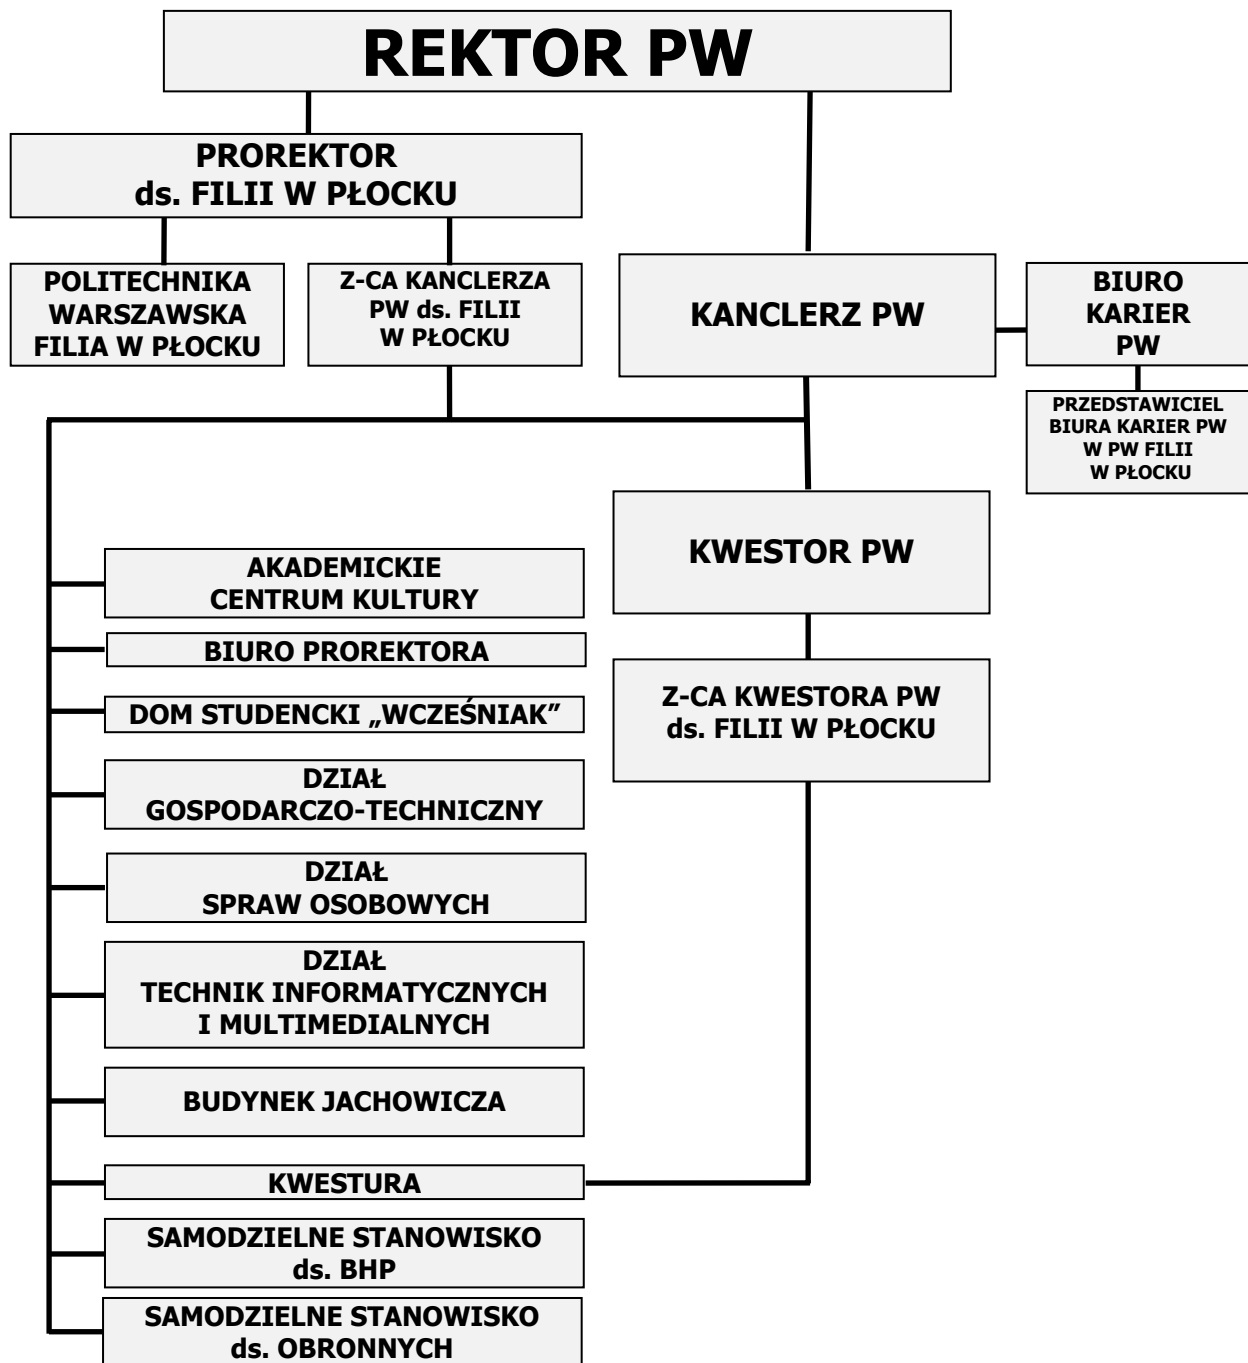 REKTOR PW
PROREKTOR
ds. FILII W PŁOCKU
POLITECHNIKA
WARSZAWSKA
FILIA W PŁOCKU
Z-CA KANCLERZA
PW ds. FILII
W PŁOCKU
KANCLERZ PW
BIURO
KARIER
PW
PRZEDSTAWICIEL
BIURA KARIER PW
W PW FILII
W PŁOCKU
KWESTOR PW
Z-CA KWESTORA PW
ds. FILII W PŁOCKU
AKADEMICKIE
CENTRUM KULTURY
BIURO PROREKTORA
DOM STUDENCKI „WCZEŚNIAK”
DZIAŁ
GOSPODARCZO-TECHNICZNY
DZIAŁ
SPRAW OSOBOWYCH
DZIAŁ
TECHNIK INFORMATYCZNYCH
I MULTIMEDIALNYCH
BUDYNEK JACHOWICZA
KWESTURA
SAMODZIELNE STANOWISKO
ds. BHP
SAMODZIELNE STANOWISKO
ds. OBRONNYCH